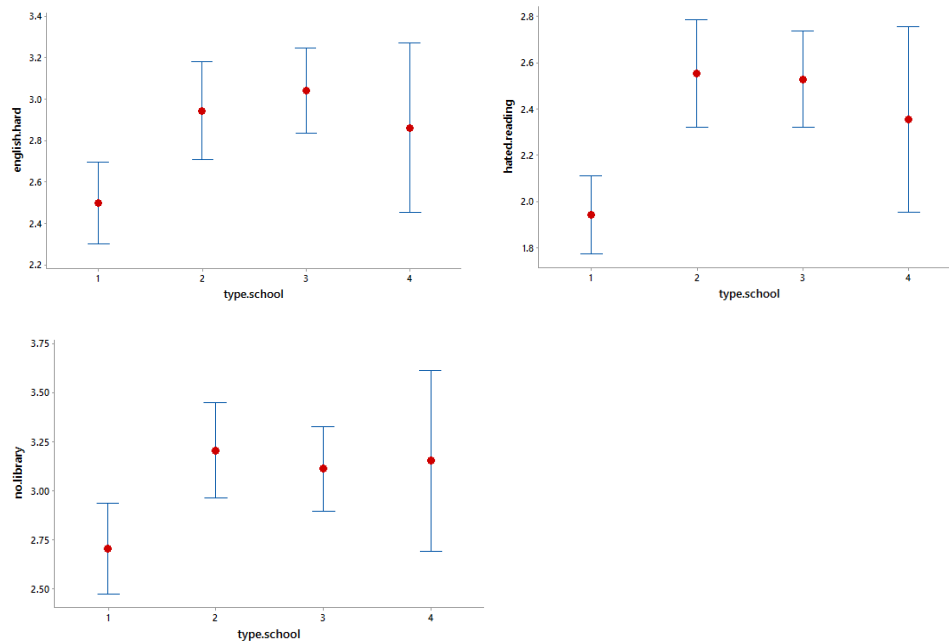 english.hard
3.4
3.2
3.0
2.8
2.6
2.4
2.2
1 2 3 4
type.school
hated.reading
2.8
2.6
2.4
2.2
2.0
1.8
1 2 3 4
type.school
no.library
3.75
3.50
3.25
3.00
2.75
2.50
1 2 3 4
type.school